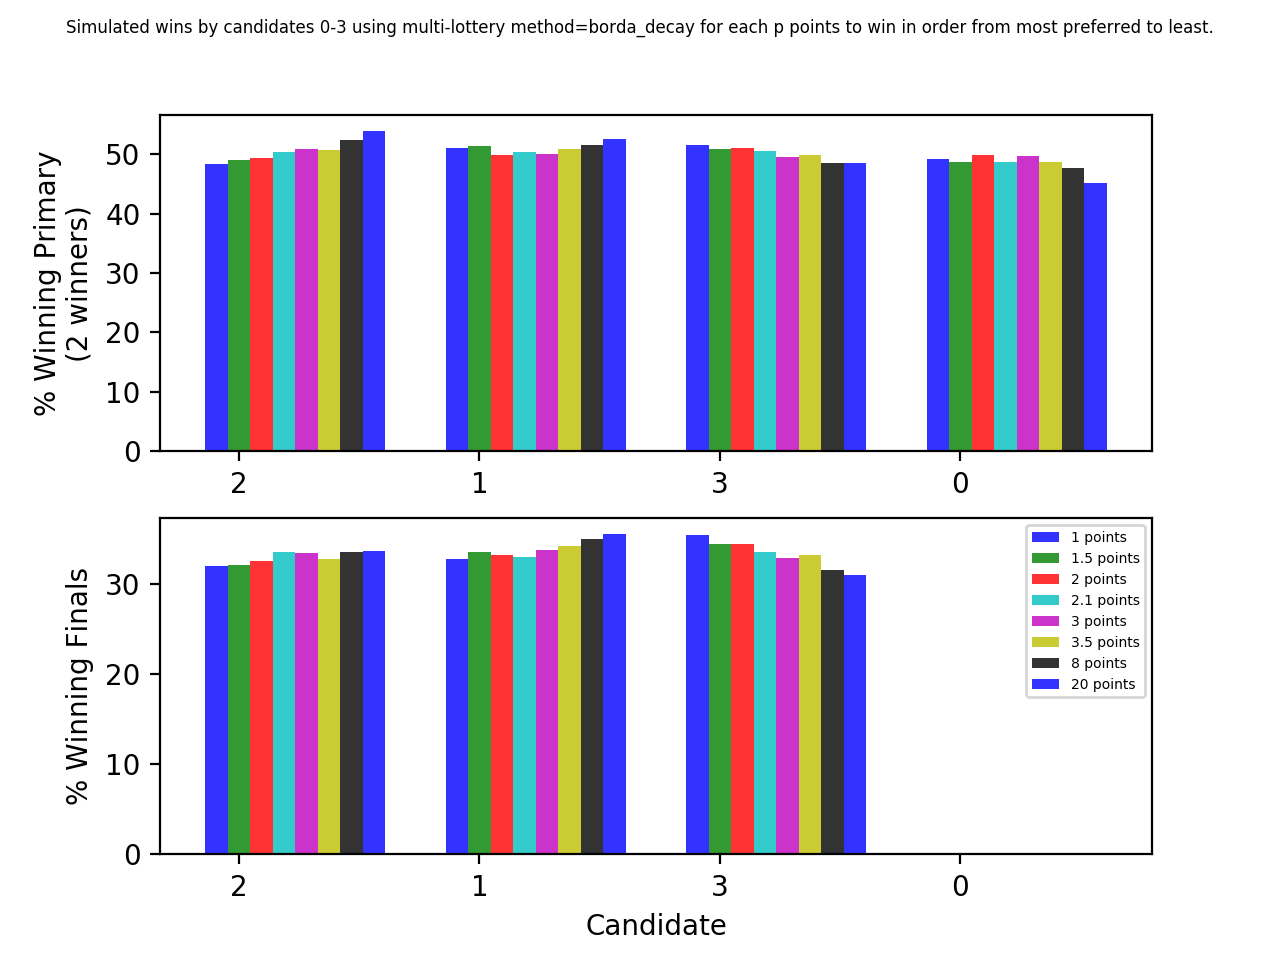 Simulated wins by candidates 0-3 using multi-lottery method=borda_decay for each p points to win in order from most preferred to least.
% Winning Primary
(2 winners)
50
40
30
20
10
0
2 1 3 0
% Winning Finals
30
20
10
0
1 points
1.5 points
2 points
2.1 points
3 points
3.5 points
8 points
20 points
2 1 3 0
Candidate